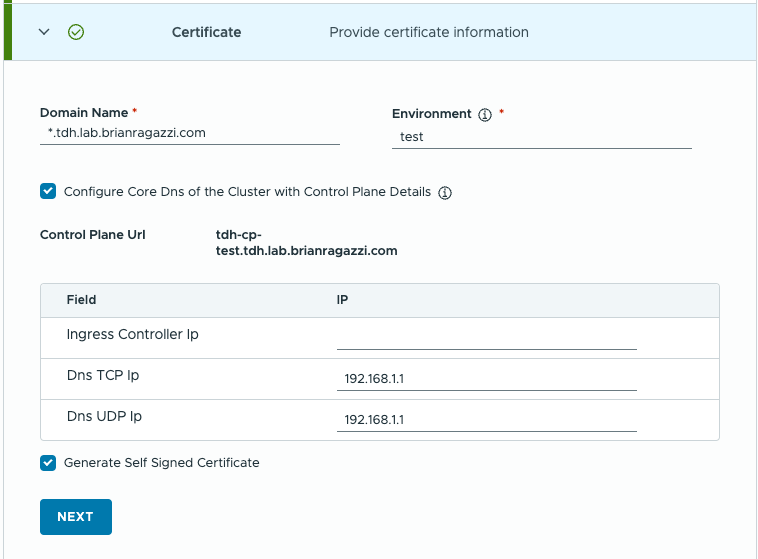 Certificate
Provide certificate information
Domain Name *
*.tdh.lab.brianragazzi.com
Environment *
test
Configure Core Dns of the Cluster with Control Plane Details
Control Plane Url
tdh-cp-
test.tdh.lab.brianragazzi.com
Field IP
Ingress Controller Ip
Dns TCP Ip 192.168.1.1
Dns UDP Ip 192.168.1.1
Generate Self Signed Certificate
NEXT